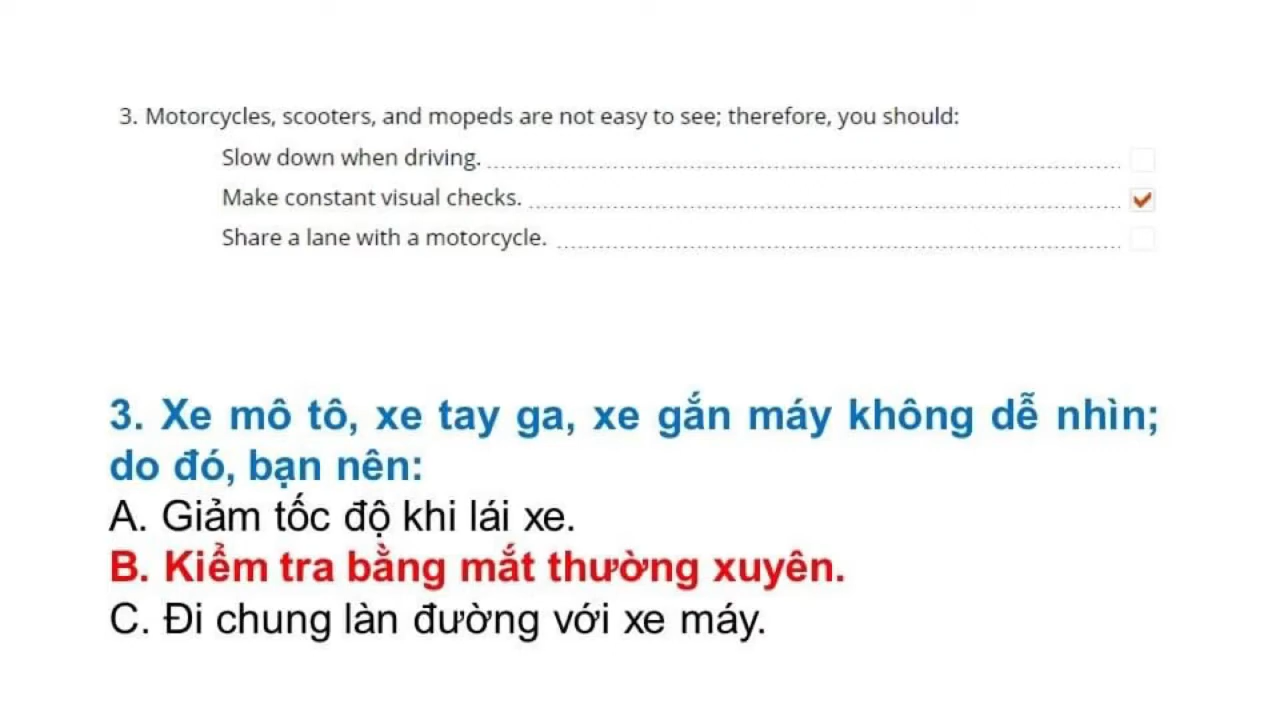 3. Motorcycles, scooters, and mopeds are not easy to see; therefore, you should:
Slow down when driving.
Make constant visual checks.
Share a lane with a motorcycle.
3. Xe mô tô, xe tay ga, xe gắn máy không dễ nhìn;
do đó, bạn nên:
A. Giảm tốc độ khi lái xe.
B. Kiểm tra bằng mắt thường xuyên.
C. Đi chung làn đường với xe máy.